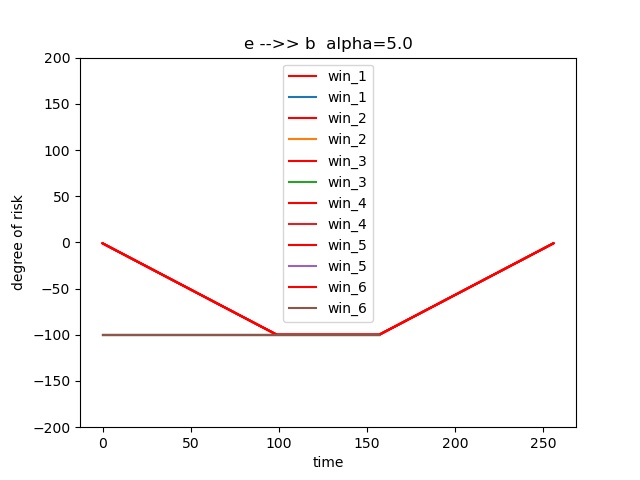 e -->> b  alpha=5.0
200
150
100
50
0
−50
−100
−150
−200
degree of risk
win_1
win_1
win_2
win_2
win_3
win_3
win_4
win_4
win_5
win_5
win_6
win_6
0 50 100 150 200 250
time